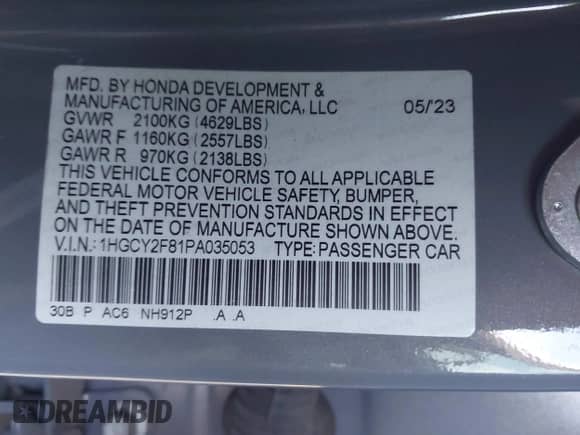 MFD. BY HONDA DEVELOPMENT &
MANUFACTURING OF AMERICA, LLC 05/'23
GVWR 2100KG (4629LBS)
GAWR F 1160KG (2557LBS)
GAWR R 970KG (2138LBS)
THIS VEHICLE CONFORMS TO ALL APPLICABLE
FEDERAL MOTOR VEHICLE SAFETY, BUMPER,
AND THEFT PREVENTION STANDARDS IN EFFECT
ON THE DATE OF MANUFACTURE SHOWN ABOVE.
V.I.N.: 1HGCY2F81PA035053 TYPE: PASSENGER CAR
30B P AC6 NH912P .A .A
DREAMBID